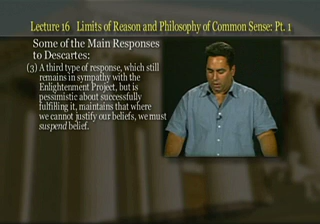 Lecture 16   Limits of Reason and Philosophy of Common Sense: Pt. 1
Some of the Main Responses
to Descartes:
(3) A third type of response, which still
remains in sympathy with the
Enlightenment Project, but is
pessimistic about successfully
fulfilling it, maintains that where
we cannot justify our beliefs, we must
suspend belief.